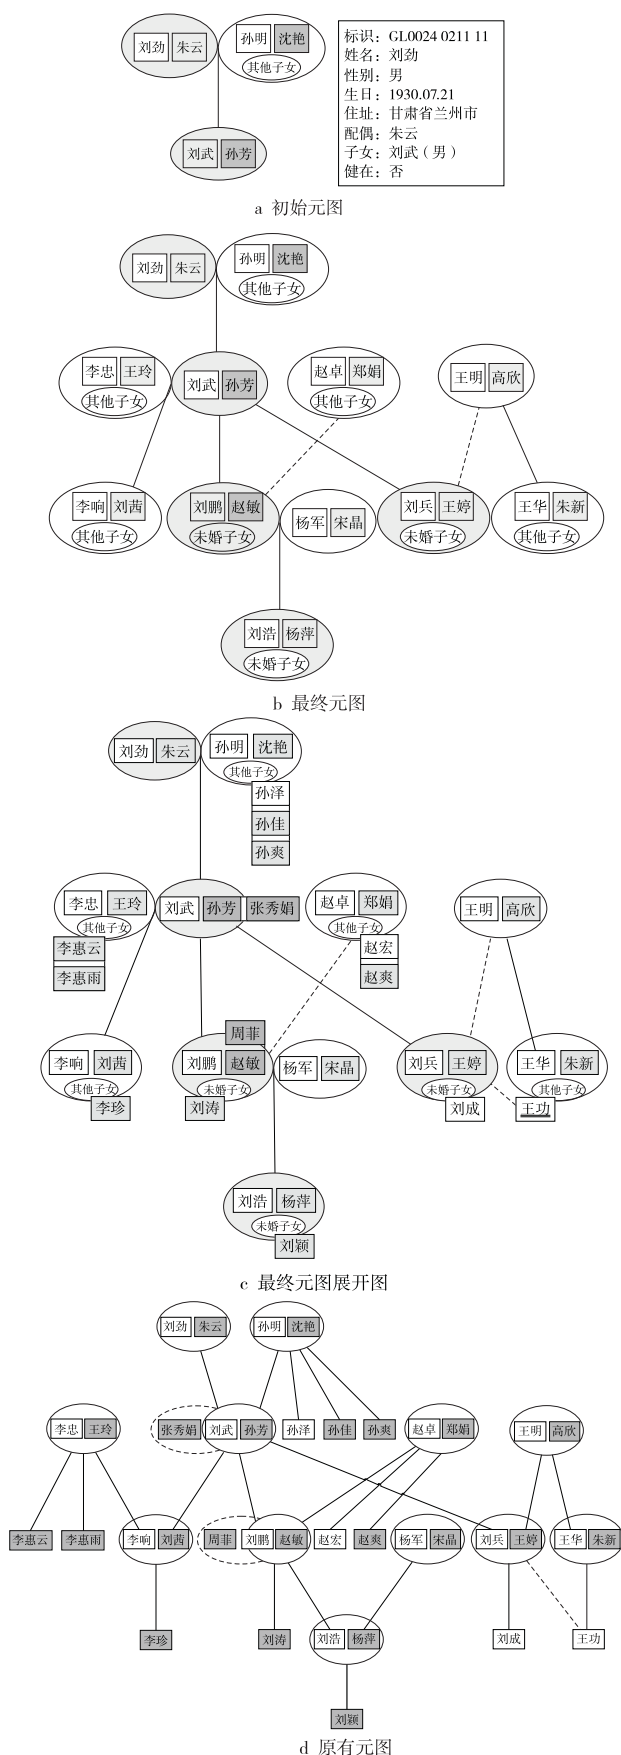 刘劲 朱云 孙明 沈艳
其他子女
刘武 孙芳
标识：GL0024 0211 11
姓名：刘劲
性别：男
生日：1930.07.21
住址：甘肃省兰州市
配偶：朱云
子女：刘武（男）
健在：否
a 初始元图
刘劲 朱云 孙明 沈艳
其他子女
李忠 王玲 刘武 孙芳 赵卓 郑娟 王明 高欣
其他子女 其他子女
李响 刘茜 刘鹏 赵敏 杨军 宋晶 刘兵 王婷 王华 朱新
其他子女 未婚子女 未婚子女 其他子女
刘浩 杨萍
未婚子女
b 最终元图
刘劲 朱云 孙明 沈艳
其他子女
孙泽
孙佳
孙爽
李忠 王玲 刘武 孙芳 张秀娟 赵卓 郑娟 王明 高欣
其他子女 其他子女
李惠云 赵宏
李惠雨 赵爽
周菲
李响 刘茜 刘鹏 赵敏 杨军 宋晶 刘兵 王婷 王华 朱新
其他子女 未婚子女 未婚子女 其他子女
李珍 刘涛 刘成 王功
刘浩 杨萍
未婚子女
刘颖
c 最终元图展开图
刘劲 朱云 孙明 沈艳
李忠 王玲 张秀娟 刘武 孙芳 孙泽 孙佳 孙爽 赵卓 郑娟 王明 高欣
李惠云 李惠雨 李响 刘茜 周菲 刘鹏 赵敏 赵宏 赵爽 杨军 宋晶 刘兵 王婷 王华 朱新
李珍 刘涛 刘浩 杨萍 刘成 王功
刘颖
d 原有元图